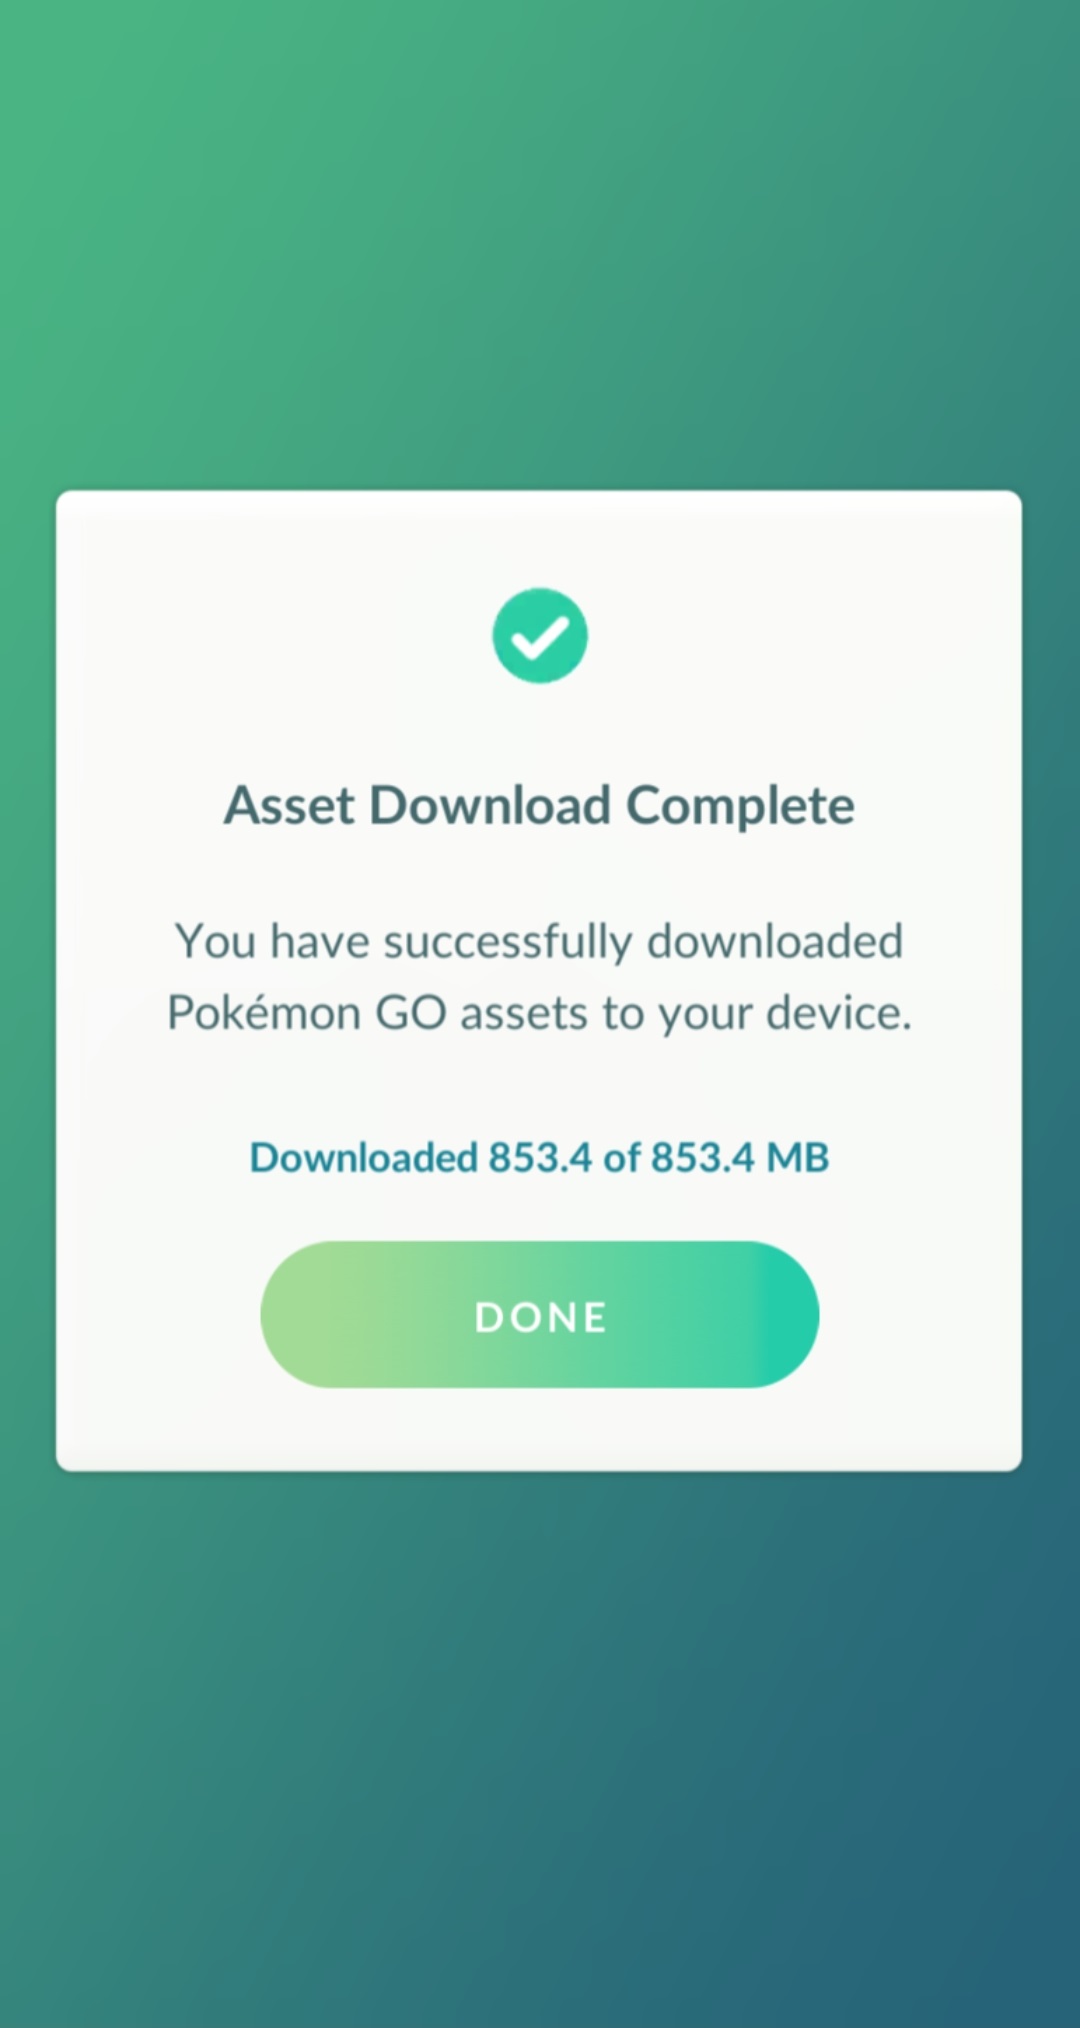 Asset Download Complete
You have successfully downloaded
Pokémon GO assets to your device.
Downloaded 853.4 of 853.4 MB
DONE